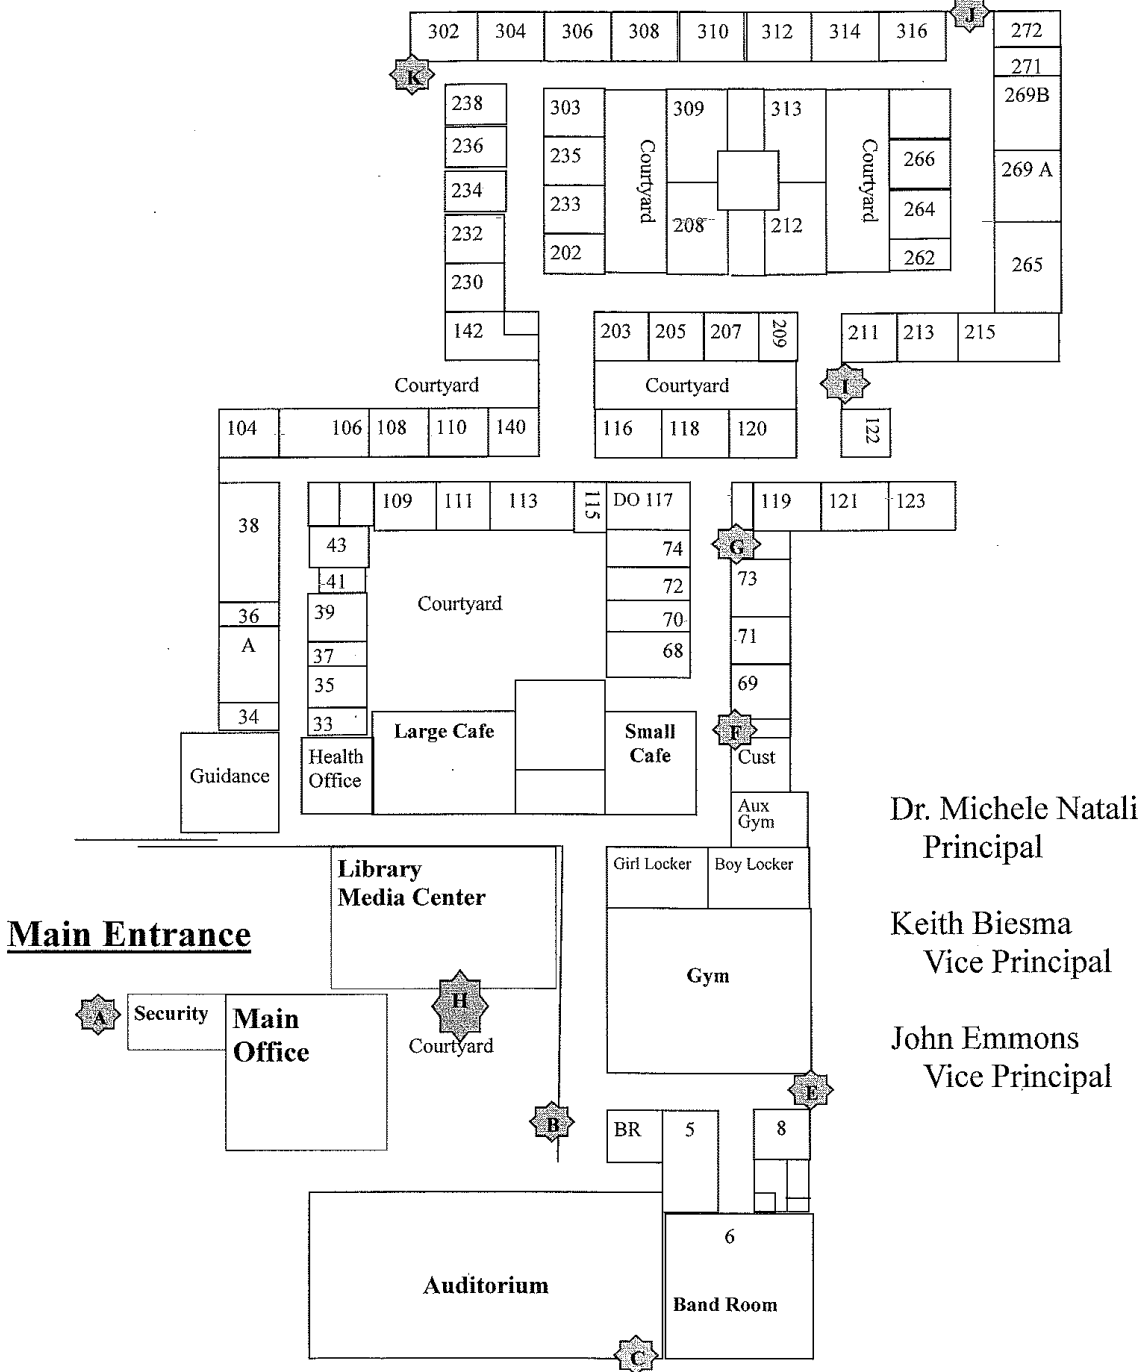 J
302 304 306 308 310 312 314 316 272
K
271
238 303 309 313 269B
236 235 Courtyard Courtyard 266 269 A
234 233 264
232 208 212
202 262 265
230
142 203 205 207 209 211 213 215
Courtyard Courtyard I
104 106 108 110 140 116 118 120 122
38 109 111 113 115 DO 117 119 121 123
43 74 G
41 72 73
36 39 Courtyard 70
A 37 68 71
35 69
34 33 Large Cafe Small F
Cafe
Guidance Health Cust
Office
Aux
Gym
Dr. Michele Natali
Principal
Library Girl Locker Boy Locker
Media Center
Main Entrance
Keith Biesma
Vice Principal
Gym
H
A Security Main
Office
Courtyard
John Emmons
Vice Principal
E
B BR 5 8
6
Auditorium
Band Room
C